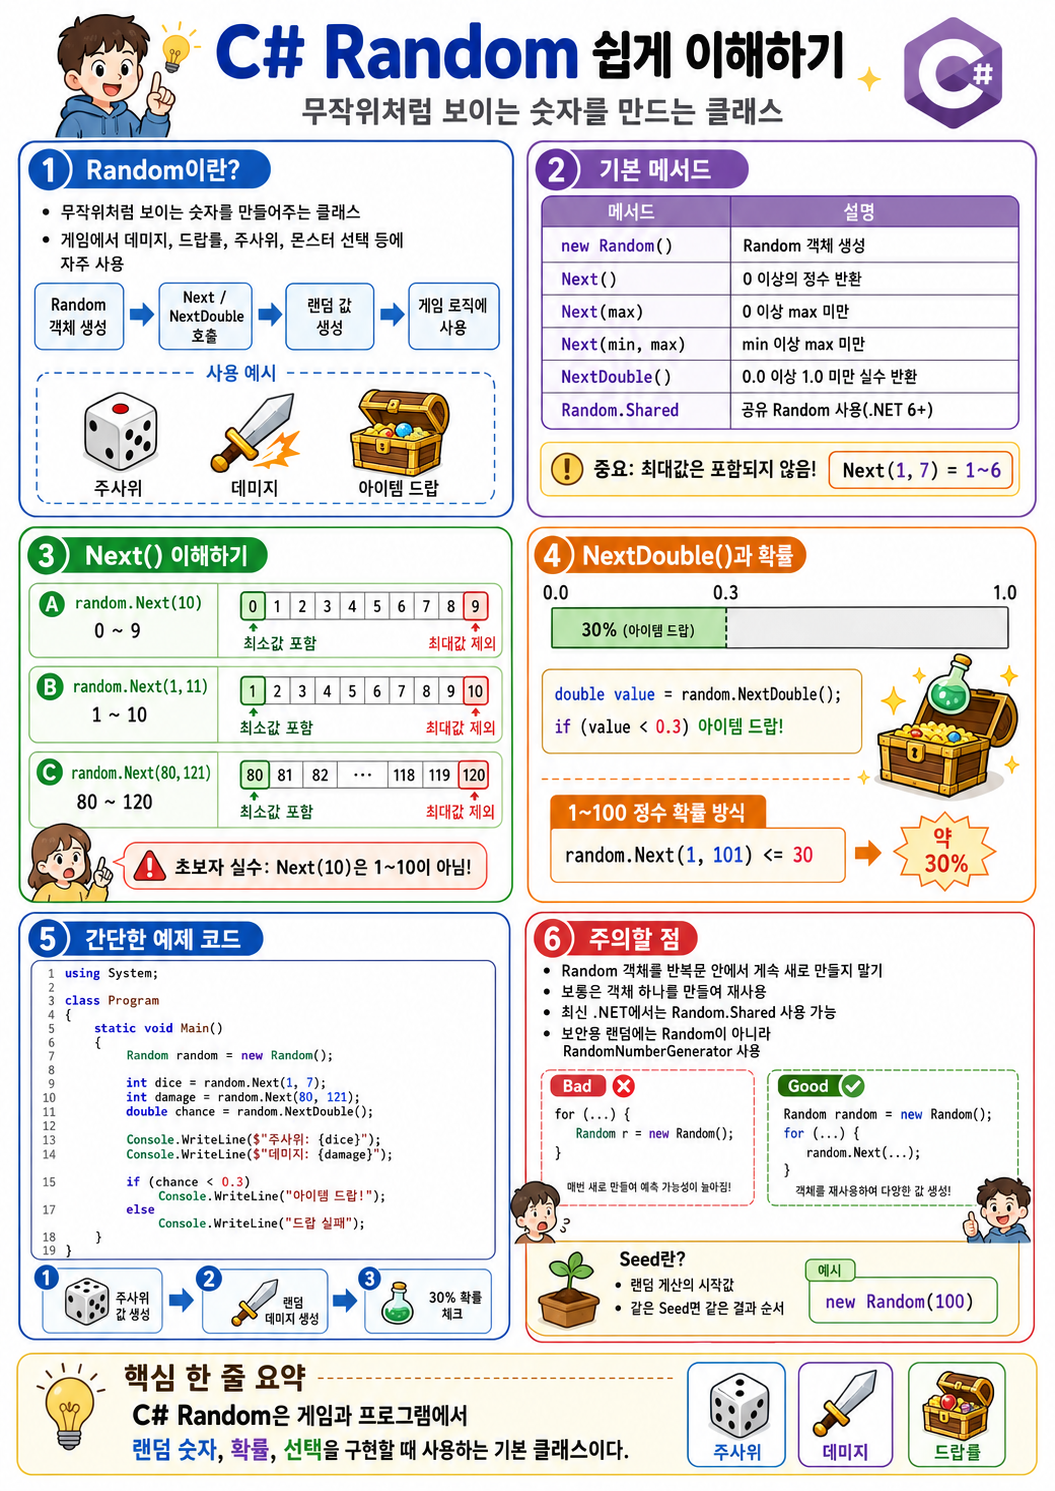 C# Random 쉽게 이해하기
무작위처럼 보이는 숫자를 만드는 클래스
C#
1 Random이란?
• 무작위처럼 보이는 숫자를 만들어주는 클래스
• 게임에서 데미지, 드랍률, 주사위, 몬스터 선택 등에
자주 사용
Random
객체 생성
Next /
NextDouble
호출
랜덤 값
생성
게임 로직에
사용
사용 예시
주사위
데미지
아이템 드랍
2 기본 메서드
메서드 설명
new Random() Random 객체 생성
Next() 0 이상의 정수 반환
Next(max) 0 이상 max 미만
Next(min, max) min 이상 max 미만
NextDouble() 0.0 이상 1.0 미만 실수 반환
Random.Shared 공유 Random 사용(.NET 6+)
! 중요: 최대값은 포함되지 않음! Next(1, 7) = 1~6
3 Next() 이해하기
A random.Next(10)
0 ~ 9
0 1 2 3 4 5 6 7 8 9
최소값 포함 최대값 제외
B random.Next(1, 11)
1 ~ 10
1 2 3 4 5 6 7 8 9 10
최소값 포함 최대값 제외
C random.Next(80, 121)
80 ~ 120
80 81 82 ... 118 119 120
최소값 포함 최대값 제외
! 초보자 실수: Next(10)은 1~10이 아님!
4 NextDouble()과 확률
0.0 0.3 1.0
30% (아이템 드랍)
double value = random.NextDouble();
if (value < 0.3) 아이템 드랍!
1~100 정수 확률 방식
random.Next(1, 101) <= 30
약
30%
5 간단한 예제 코드
1 using System;
2
3 class Program
4 {
5 static void Main()
6 {
7 Random random = new Random();
8
9 int dice = random.Next(1, 7);
10 int damage = random.Next(80, 121);
11 double chance = random.NextDouble();
12
13 Console.WriteLine($"주사위: {dice}");
14 Console.WriteLine($"데미지: {damage}");
15 if (chance < 0.3)
Console.WriteLine("아이템 드랍!");
17 else
Console.WriteLine("드랍 실패");
18 }
19 }
1 주사위
값 생성
2 랜덤
데미지 생성
3 30% 확률
체크
6 주의할 점
• Random 객체를 반복문 안에서 게속 새로 만들지 말기
• 보롱은 객채 하나를 만들여 재사용
• 최신 .NET에서는 Random.Shared 사용 가능
• 보안용 랜덤에는 Random이 아니라
RandomNumberGenerator 사용
Bad
for (...) {
Random r = new Random();
}
매번 새로 만들여 예측 가능성이 늘아짐!
Good
Random random = new Random();
for (...) {
random.Next(...);
}
객체를 재사용하여 다양한 값 생성!
Seed란?
• 랜덤 게산의 시작값
• 같은 Seed면 같은 결과 순서
예시
new Random(100)
핵심 한 줄 요약
C# Random은 게임과 프로그램에서
랜덤 숫자, 확률, 선택을 구현할 때 사용하는 기본 클래스이다.
주사위
데미지
드랍률